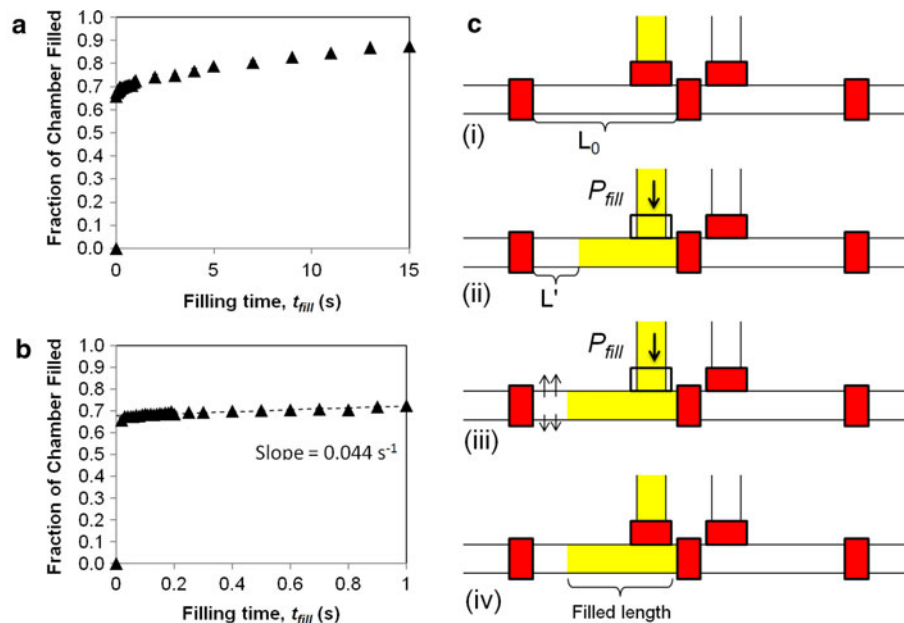 a
Fraction of Chamber Filled
1.0
0.9
0.8
0.7
0.6
0.5
0.4
0.3
0.2
0.1
0.0
0 5 10 15
Filling time, t_fill (s)
b
Fraction of Chamber Filled
1.0
0.9
0.8
0.7
0.6
0.5
0.4
0.3
0.2
0.1
0.0
Slope = 0.044 s⁻¹
0 0.2 0.4 0.6 0.8 1
Filling time, t_fill (s)
c
(i)
L₀
P_fill
(ii)
L'
P_fill
(iii)
(iv)
Filled length